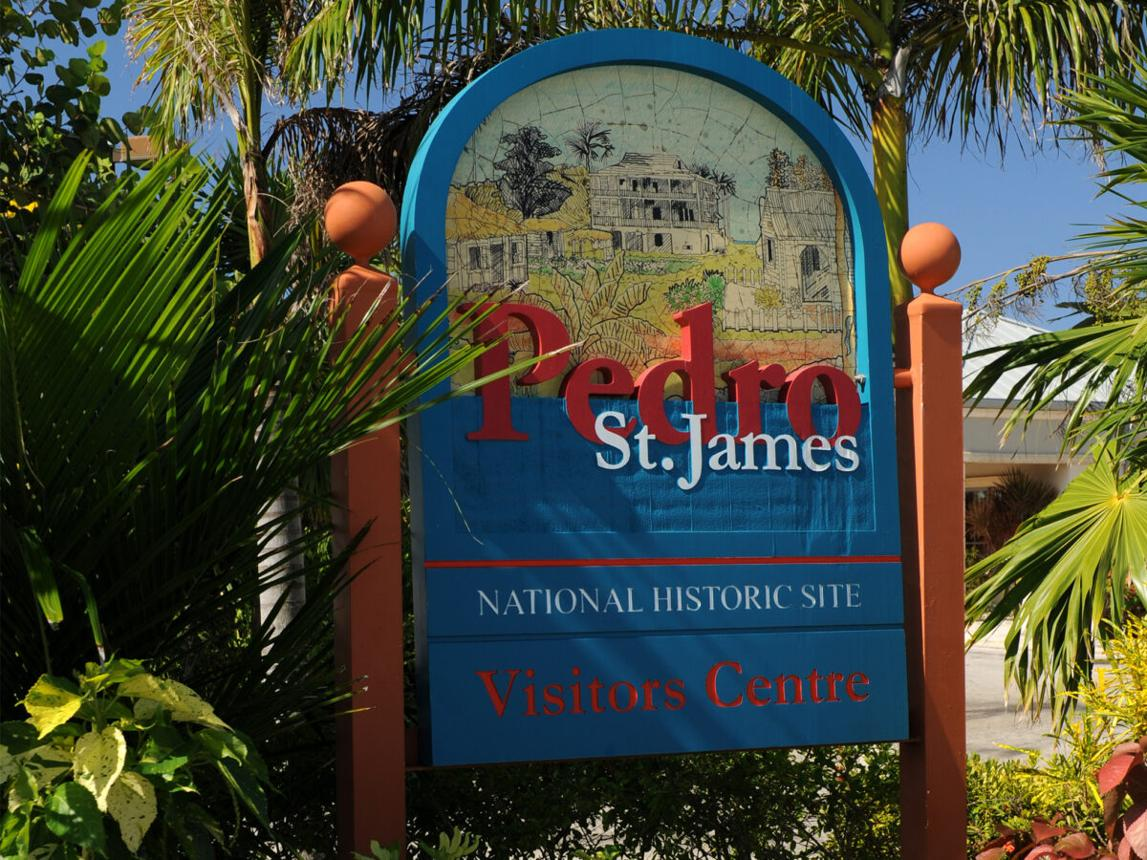 Pedro
St. James
NATIONAL HISTORIC SITE
Visitors Centre